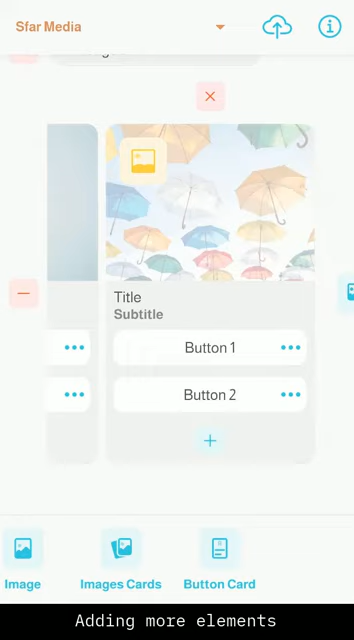 Sfar Media
Title
Subtitle
Button 1
Button 2
Image
Images Cards
Button Card
Adding more elements